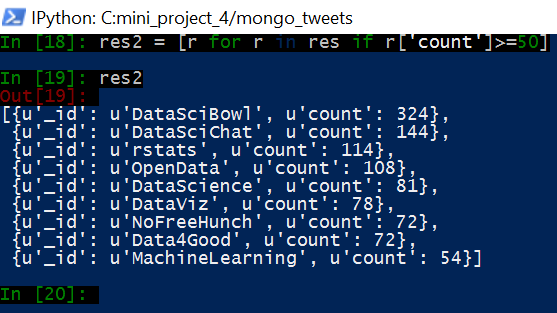 IPython: C:mini_project_4/mongo_tweets
In [18]: res2 = [r for r in res if r['count']>=50]
In [19]: res2
Out[19]:
[{u'_id': u'DataSciBowl', u'count': 324},
 {u'_id': u'DataSciChat', u'count': 144},
 {u'_id': u'rstats', u'count': 114},
 {u'_id': u'OpenData', u'count': 108},
 {u'_id': u'DataScience', u'count': 81},
 {u'_id': u'DataViz', u'count': 78},
 {u'_id': u'NoFreeHunch', u'count': 72},
 {u'_id': u'Data4Good', u'count': 72},
 {u'_id': u'MachineLearning', u'count': 54}]
In [20]: